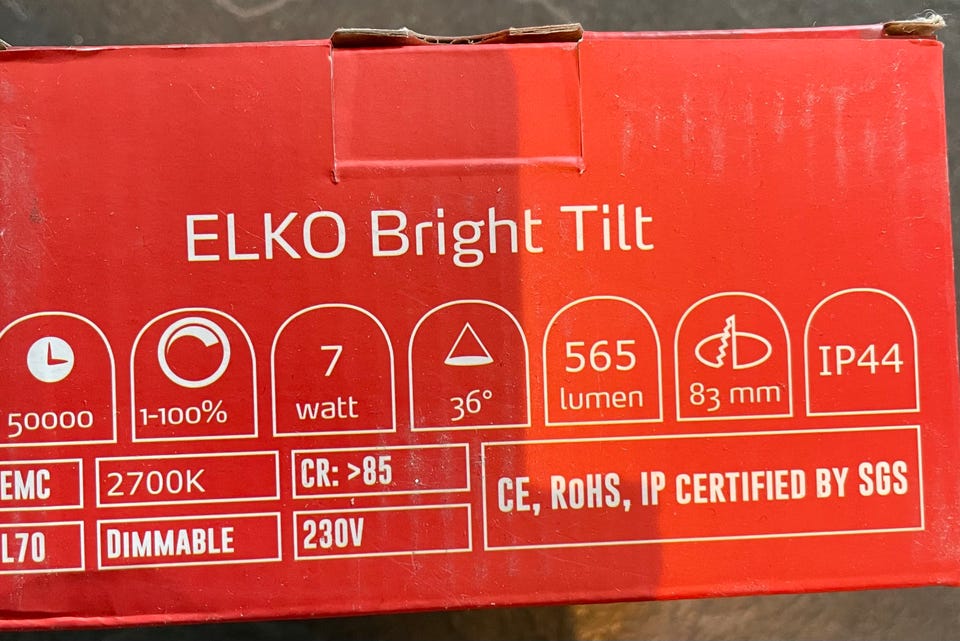 ELKO Bright Tilt
50000
1-100%
7
watt
36°
565
lumen
83 mm
IP44
EMC
2700K
CR: >85
CE, RoHS, IP CERTIFIED BY SGS
L70
DIMMABLE
230V